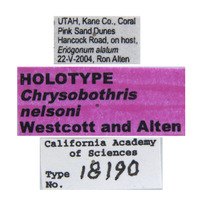 UTAH, Kane Co., Coral
Pink Sand Dunes
Hancock Road, on host,
Eriogonum alatum
22-V-2004, Ron Alten
HOLOTYPE
Chrysobothris
nelsoni
Westcott and Alten
California Academy
of Sciences
Type
No. 18190